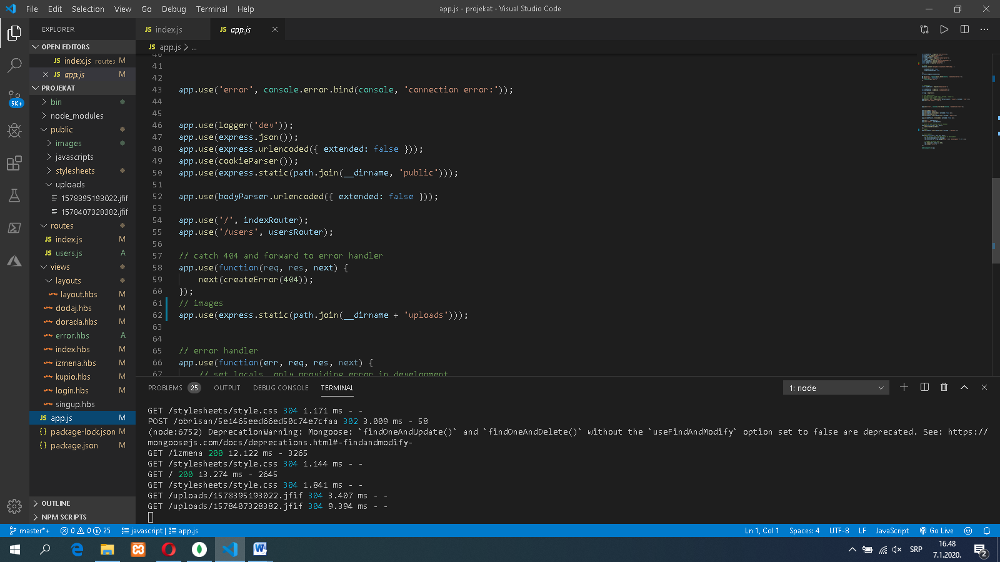 File Edit Selection View Go Debug Terminal Help
app.js - projekat - Visual Studio Code
EXPLORER
OPEN EDITORS
JS index.js routes M
JS app.js M
PROJEKAT
bin
node_modules
public
images
javascripts
stylesheets
uploads
1578395193022.jfif
1578407328382.jfif
routes
JS index.js M
JS users.js A
views
layouts
layout.hbs M
dodaj.hbs M
dorada.hbs M
error.hbs A
index.hbs M
izmena.hbs M
kupio.hbs M
login.hbs M
singup.hbs
JS app.js M
{} package-lock.json M
{} package.json M
OUTLINE
NPM SCRIPTS
5K+
JS index.js
JS app.js
JS app.js > ...
40
41
42
43 app.use('error', console.error.bind(console, 'connection error:'));
44
45
46 app.use(logger('dev'));
47 app.use(express.json());
48 app.use(express.urlencoded({ extended: false }));
49 app.use(cookieParser());
50 app.use(express.static(path.join(__dirname, 'public')));
51
52 app.use(bodyParser.urlencoded({ extended: false }));
53
54 app.use('/', indexRouter);
55 app.use('/users', usersRouter);
56
57 // catch 404 and forward to error handler
58 app.use(function(req, res, next) {
59 next(createError(404));
60 });
61 // images
62 app.use(express.static(path.join(__dirname + 'uploads')));
63
64
65 // error handler
66 app.use(function(err, req, res, next) {
67 // set locals, only providing error in development
PROBLEMS 25 OUTPUT DEBUG CONSOLE TERMINAL
1: node
GET /stylesheets/style.css 304 1.171 ms - -
POST /obrisan/5e1465eed66ed50c74e7cfaa 302 3.009 ms - 58
(node:6752) DeprecationWarning: Mongoose: `findOneAndUpdate()` and `findOneAndDelete()` without the `useFindAndModify` option set to false are deprecated. See: https://
mongoosejs.com/docs/deprecations.html#-findandmodify-
GET /izmena 200 12.122 ms - 3265
GET /stylesheets/style.css 304 1.144 ms - -
GET / 200 13.274 ms - 2645
GET /stylesheets/style.css 304 1.841 ms - -
GET /uploads/1578395193022.jfif 304 3.407 ms - -
GET /uploads/1578407328382.jfif 304 9.394 ms - -
master*+ 0 0 25 javascript | app.js
Ln 1, Col 1 Spaces: 4 UTF-8 LF JavaScript Go Live
SRP
16.48
7.1.2020.
2